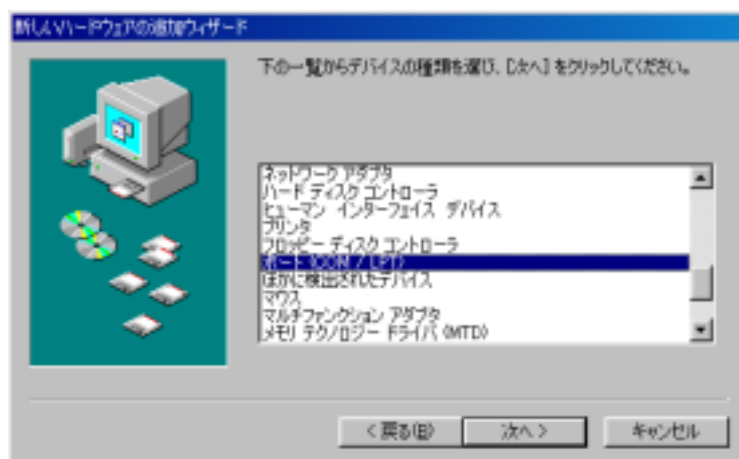 新しいハードウェアの追加ウィザード
下の一覧からデバイスの種類を選び、[次へ] をクリックしてください。
ネットワーク アダプタ
ハード ディスク コントローラ
ヒューマン インターフェイス デバイス
プリンタ
フロッピー ディスク コントローラ
ポート (COM / LPT)
ほかに検出されたデバイス
マウス
マルチファンクション アダプタ
メモリ テクノロジー ドライバ (MTD)
< 戻る(B) 次へ > キャンセル